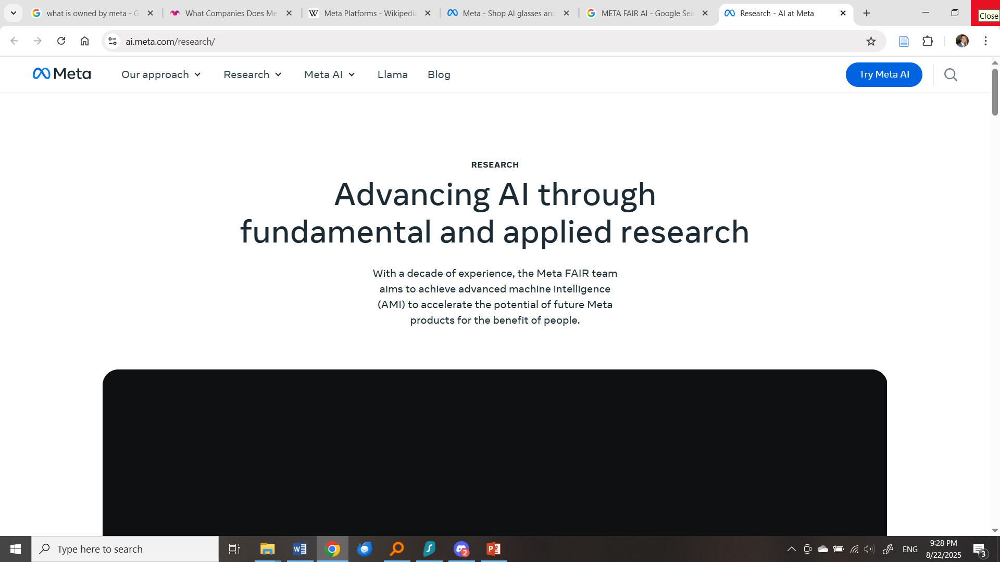 what is owned by meta - G
What Companies Does Me
Meta Platforms - Wikipedia
Meta - Shop AI glasses and
META FAIR AI - Google Sea
Research - AI at Meta
Close
ai.meta.com/research/
Meta
Our approach
Research
Meta AI
Llama
Blog
Try Meta AI
RESEARCH
Advancing AI through
fundamental and applied research
With a decade of experience, the Meta FAIR team
aims to achieve advanced machine intelligence
(AMI) to accelerate the potential of future Meta
products for the benefit of people.
Type here to search
2
ENG
9:28 PM
8/22/2025
3